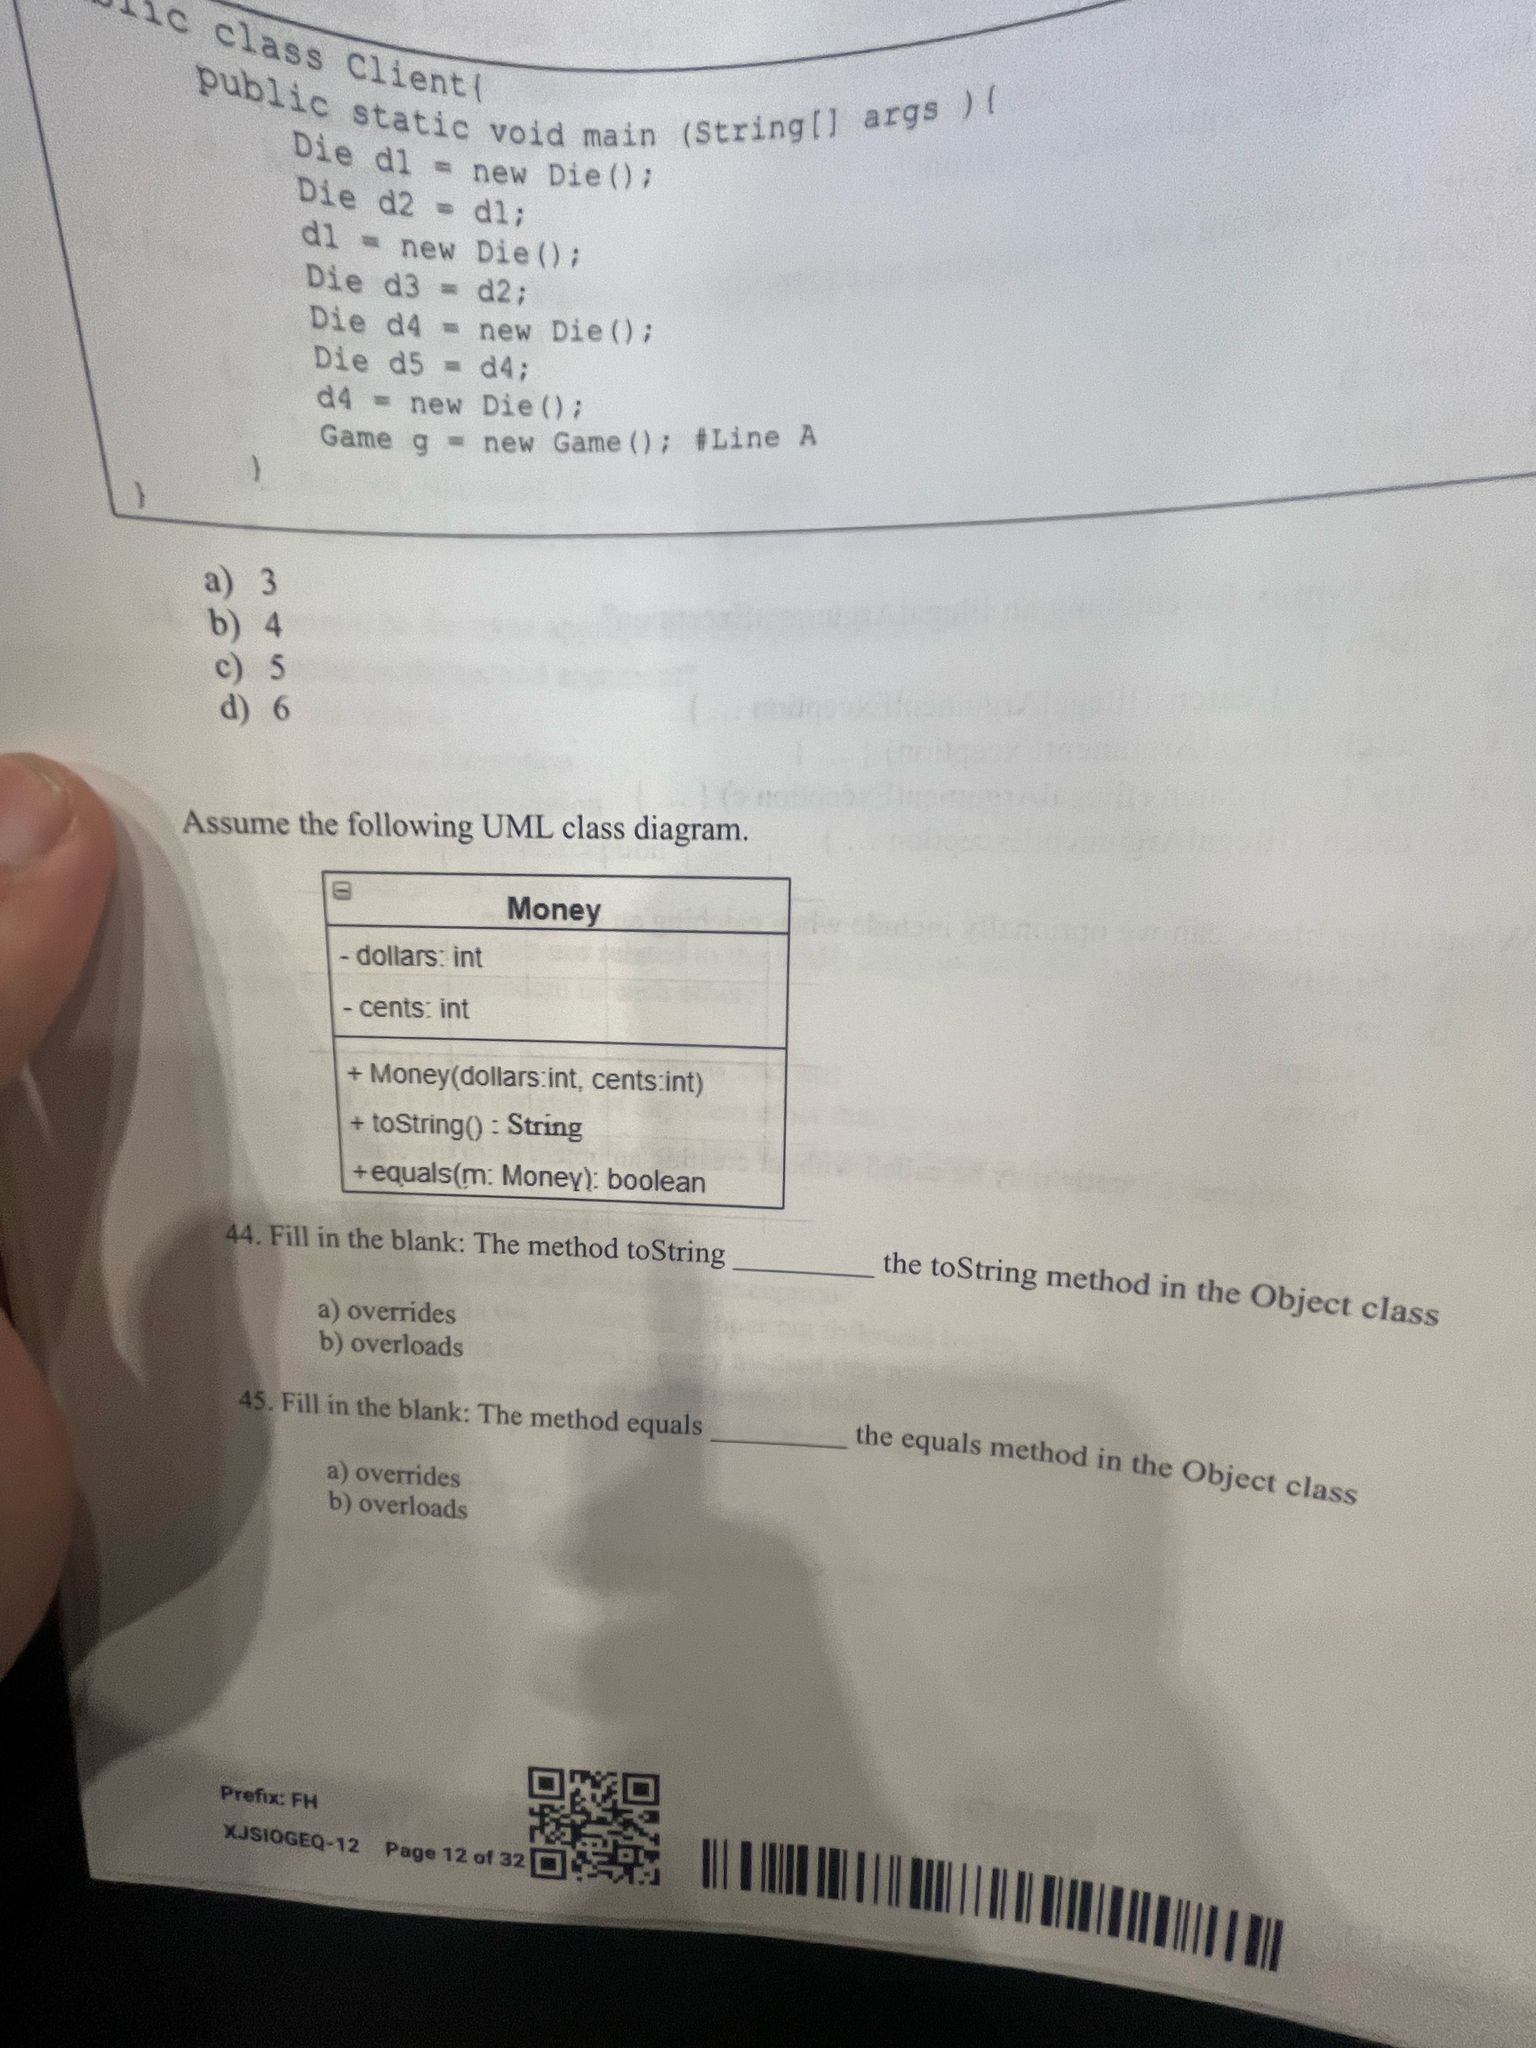 class Client{
public static void main (String[] args ){
Die d1 = new Die();
Die d2 = d1;
d1 = new Die();
Die d3 = d2;
Die d4 = new Die();
Die d5 = d4;
d4 = new Die();
Game g = new Game(); #Line A
}
}
a) 3
b) 4
c) 5
d) 6
Assume the following UML class diagram.
Money
- dollars: int
- cents: int
+ Money(dollars:int, cents:int)
+ toString() : String
+equals(m: Money): boolean
44. Fill in the blank: The method toString __________ the toString method in the Object class
a) overrides
b) overloads
45. Fill in the blank: The method equals __________ the equals method in the Object class
a) overrides
b) overloads
Prefix: FH
XJSIOGEQ-12 Page 12 of 32